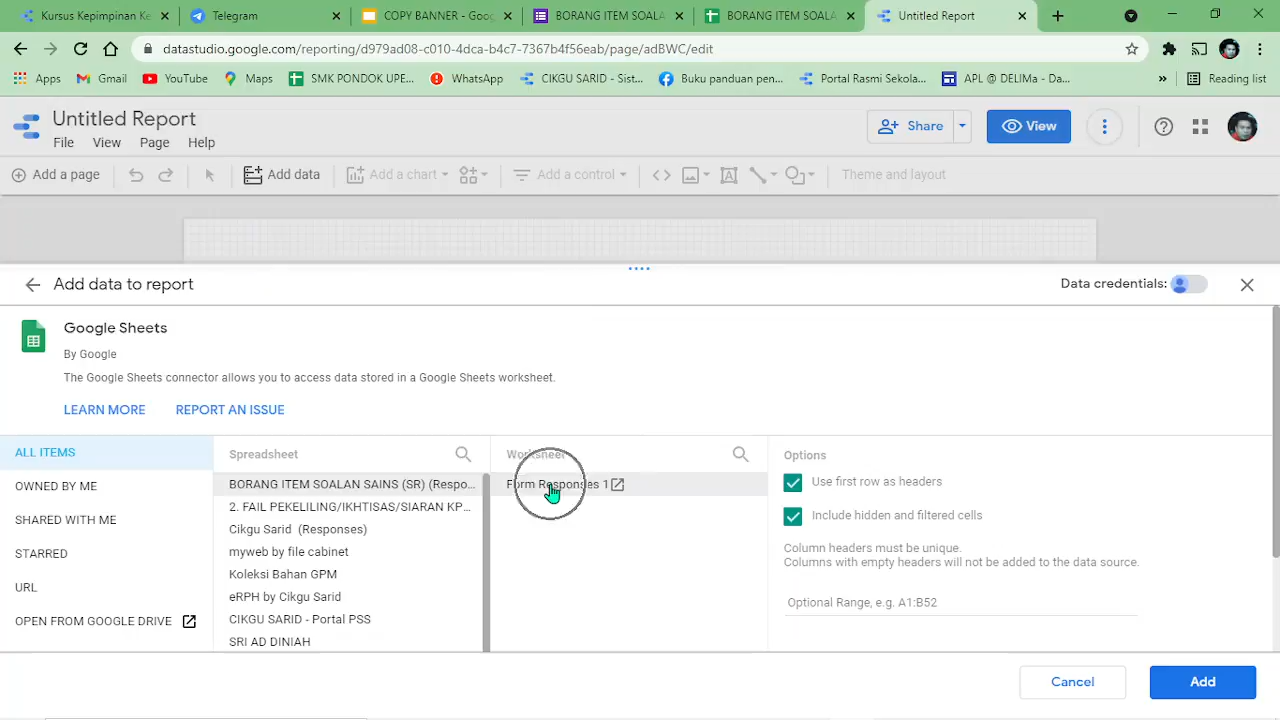 Kursus Kepimpinan Ke
Telegram
COPY BANNER - Goog
BORANG ITEM SOALA
BORANG ITEM SOALA
Untitled Report
datastudio.google.com/reporting/d979ad08-c010-4dca-b4c7-7367b4f56eab/page/adBWC/edit
Apps
Gmail
YouTube
Maps
SMK PONDOK UPE...
WhatsApp
CIKGU SARID - Sist...
Buku panduan pen...
Portal Rasmi Sekola...
APL @ DELIMa - Da...
Reading list
Untitled Report
File View Page Help
Share
View
Add a page
Add data
Add a chart
Add a control
Theme and layout
Add data to report
Data credentials:
Google Sheets
By Google
The Google Sheets connector allows you to access data stored in a Google Sheets worksheet.
LEARN MORE
REPORT AN ISSUE
ALL ITEMS
OWNED BY ME
SHARED WITH ME
STARRED
URL
OPEN FROM GOOGLE DRIVE
Spreadsheet
BORANG ITEM SOALAN SAINS (SR) (Respo...
2. FAIL PEKELILING/IKHTISAS/SIARAN KP...
Cikgu Sarid (Responses)
myweb by file cabinet
Koleksi Bahan GPM
eRPH by Cikgu Sarid
CIKGU SARID - Portal PSS
SRI AD DINIAH
Worksheet
Form Responses 1
Options
Use first row as headers
Include hidden and filtered cells
Column headers must be unique.
Columns with empty headers will not be added to the data source.
Optional Range, e.g. A1:B52
Cancel
Add